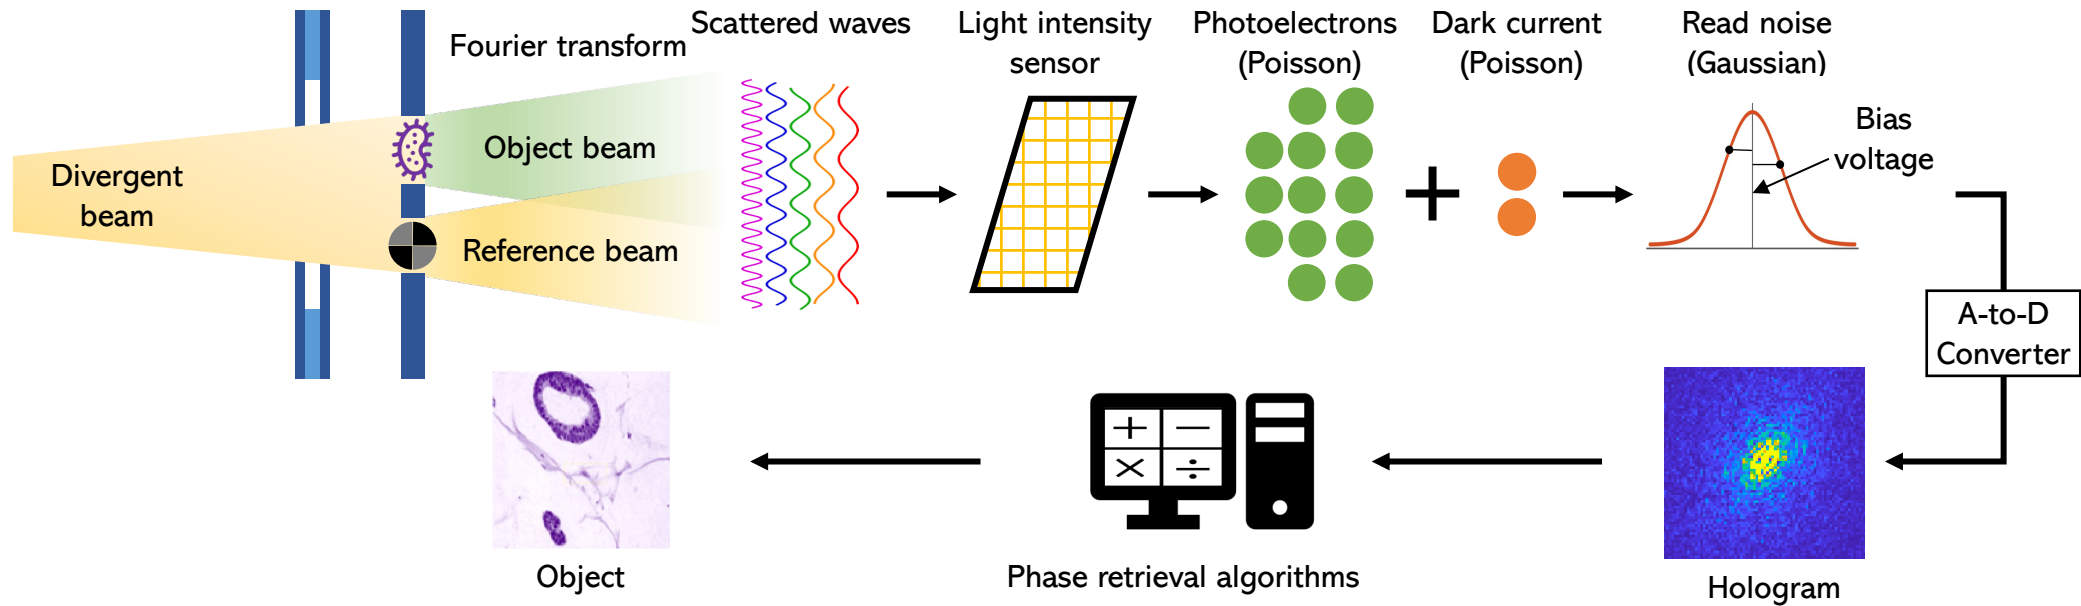 Divergent
beam
Fourier transform
Object beam
Reference beam
Scattered waves
Light intensity
sensor
Photoelectrons
(Poisson)
Dark current
(Poisson)
Read noise
(Gaussian)
Bias
voltage
A-to-D
Converter
Hologram
Phase retrieval algorithms
Object